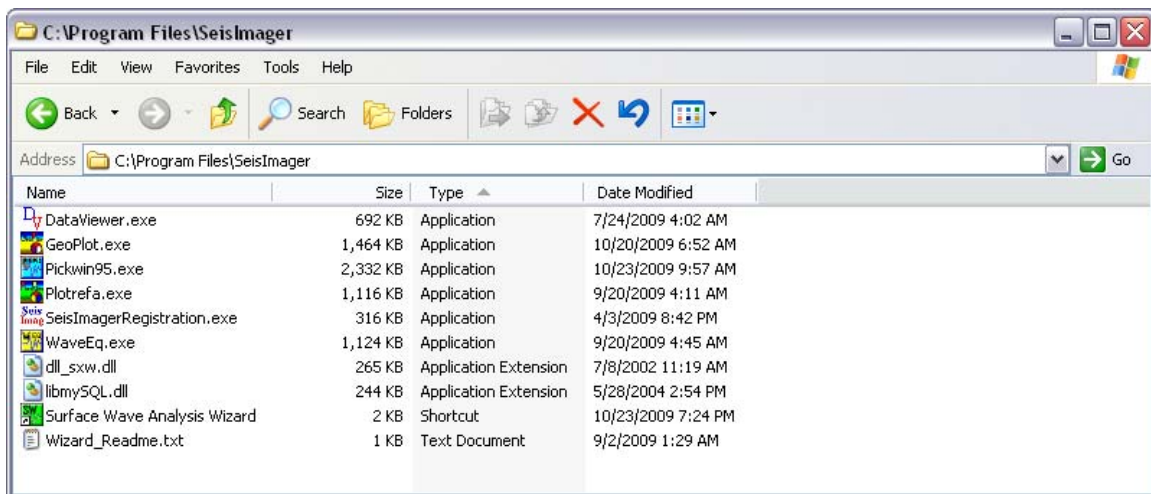 C:\Program Files\SeisImager
File Edit View Favorites Tools Help
Back Search Folders
Address C:\Program Files\SeisImager Go
Name Size Type Date Modified
DataViewer.exe 692 KB Application 7/24/2009 4:02 AM
GeoPlot.exe 1,464 KB Application 10/20/2009 6:52 AM
Pickwin95.exe 2,332 KB Application 10/23/2009 9:57 AM
Plotrefa.exe 1,116 KB Application 9/20/2009 4:11 AM
SeisImagerRegistration.exe 316 KB Application 4/3/2009 8:42 PM
WaveEq.exe 1,124 KB Application 9/20/2009 4:45 AM
dll_sxw.dll 265 KB Application Extension 7/8/2002 11:19 AM
libmySQL.dll 244 KB Application Extension 5/28/2004 2:54 PM
Surface Wave Analysis Wizard 2 KB Shortcut 10/23/2009 7:24 PM
Wizard_Readme.txt 1 KB Text Document 9/2/2009 1:29 AM